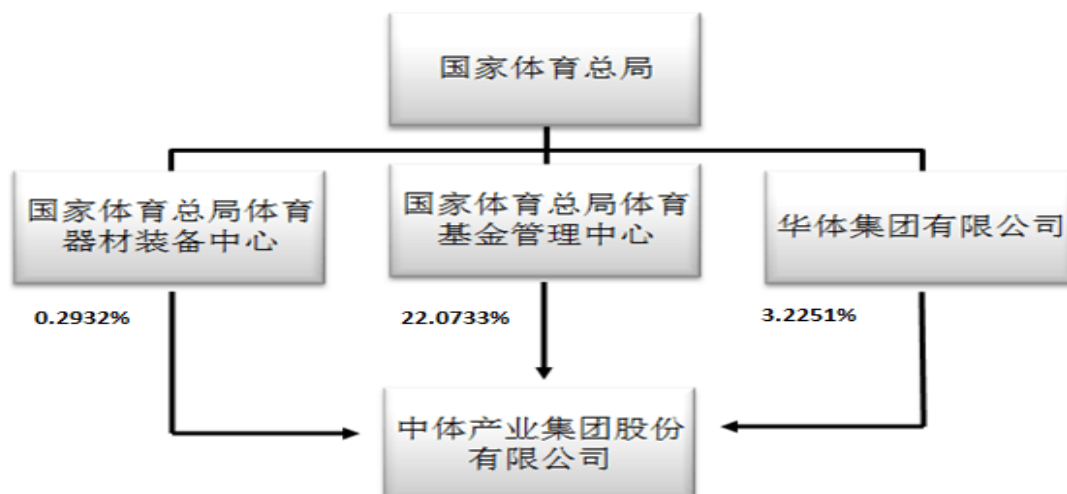 国家体育总局
国家体育总局体育
器材装备中心
国家体育总局体育
基金管理中心
华体集团有限公司
0.2932%
22.0733%
3.2251%
中体产业集团股份
有限公司